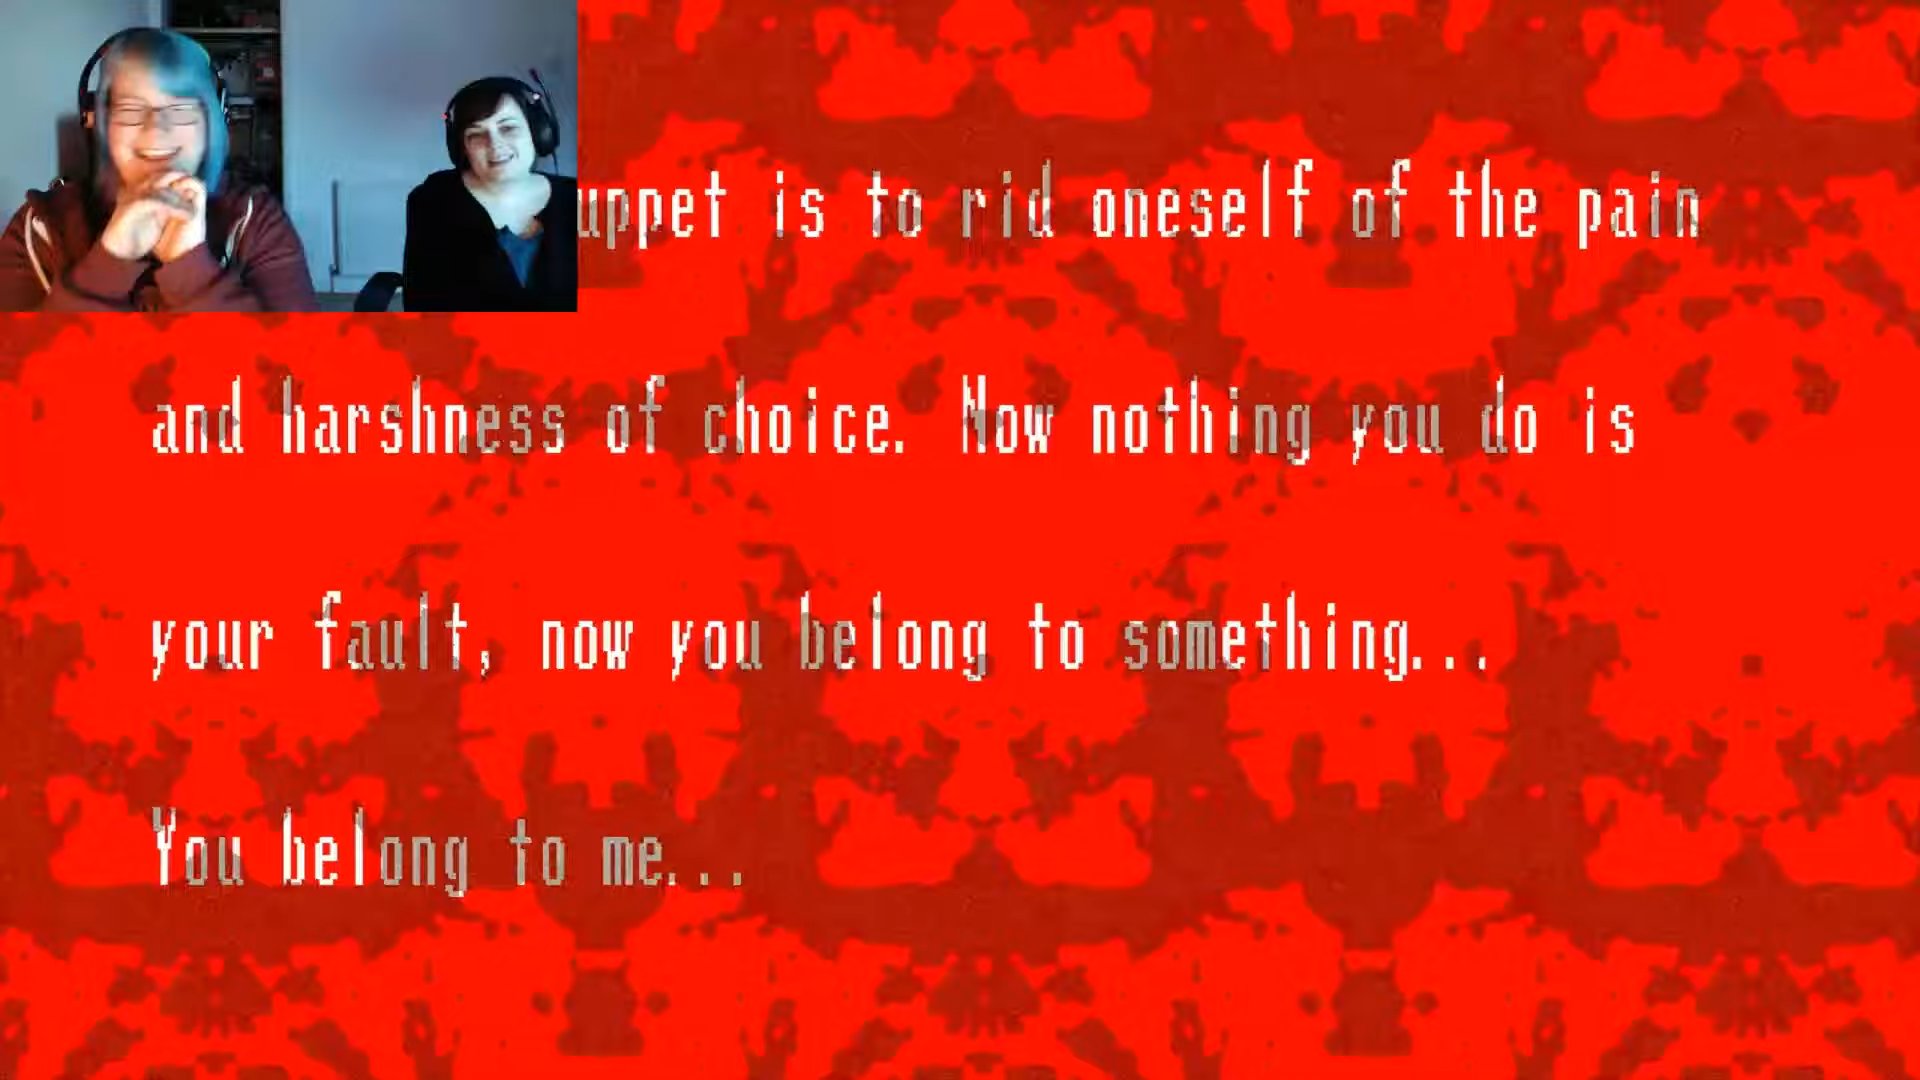 uppet is to rid oneself of the pain
and harshness of choice. Now nothing you do is
your fault, now you belong to something...
You belong to me...